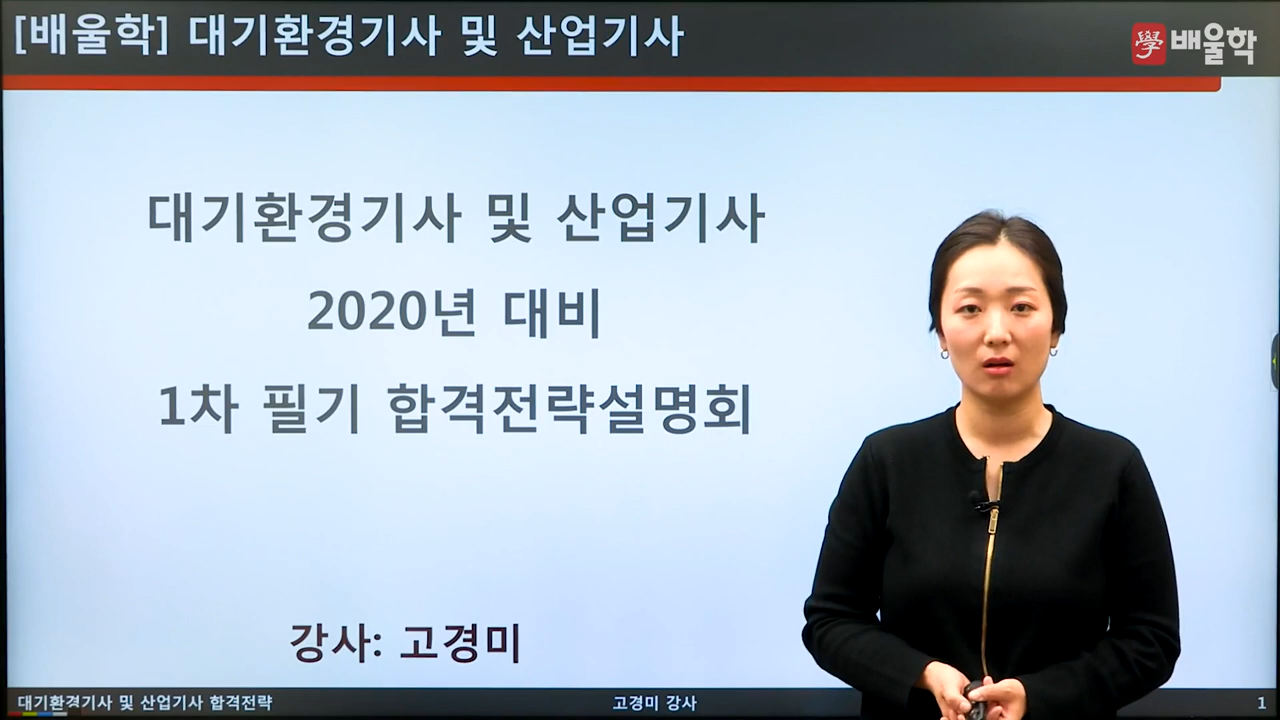 [배울학] 대기환경기사 및 산업기사
學 배울학
대기환경기사 및 산업기사
2020년 대비
1차 필기 합격전략설명회
강사: 고경미
대기환경기사 및 산업기사 합격전략
고경미 강사
1